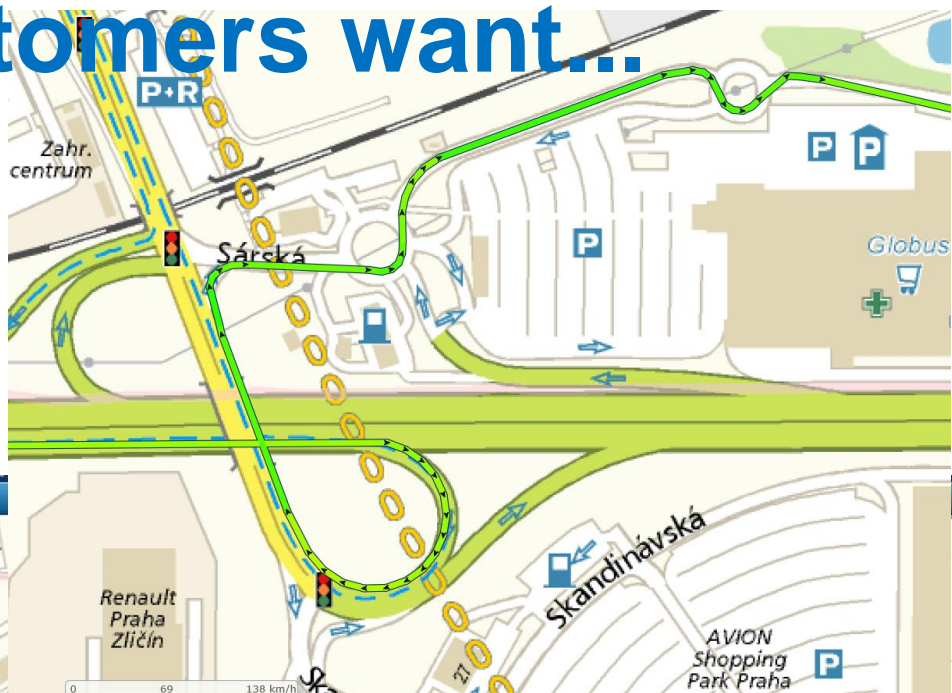 tomers want...
P+R
Zahr.
centrum
P
P
Sárská
P
Globus
Skandinávská
Renault
Praha
Zličín
AVION
Shopping
Park Praha
P
27
Ska
0 69 138 km/h